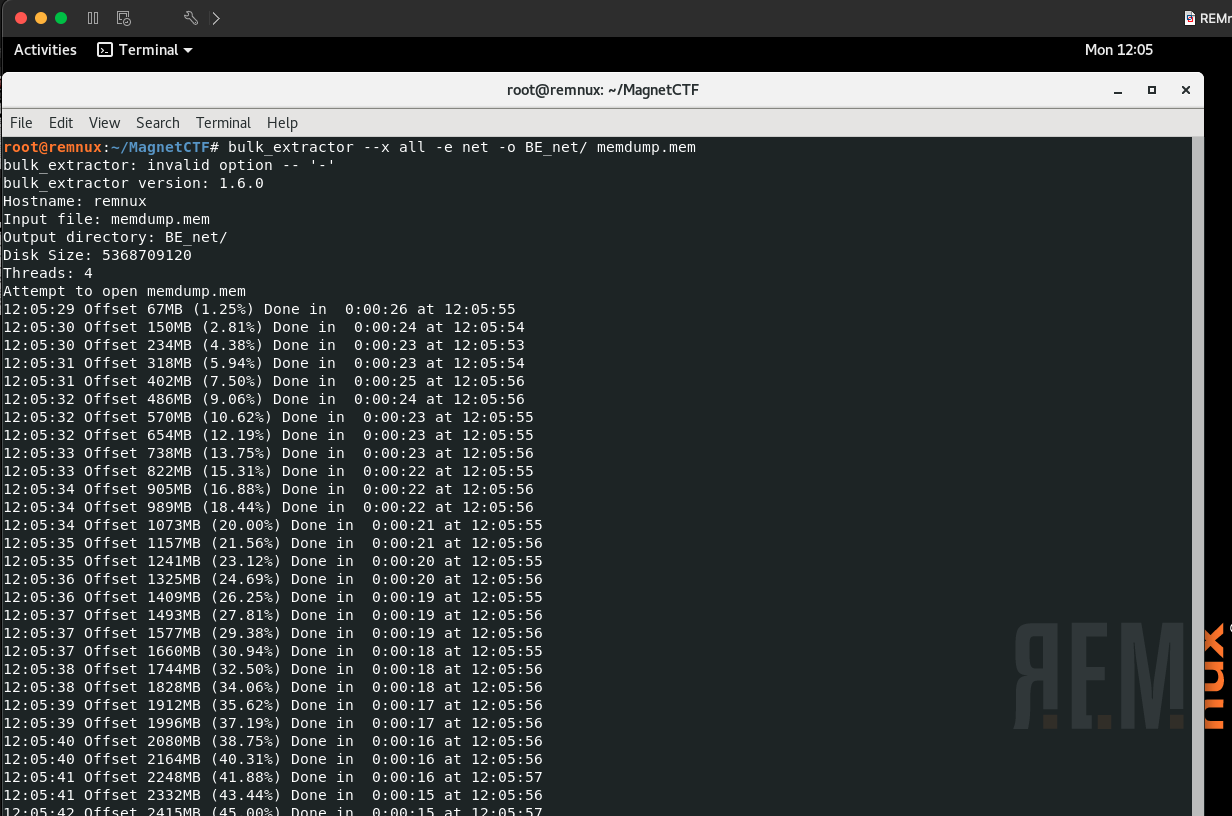 REMn
Activities Terminal Mon 12:05
root@remnux: ~/MagnetCTF
File Edit View Search Terminal Help
root@remnux:~/MagnetCTF# bulk_extractor --x all -e net -o BE_net/ memdump.mem
bulk_extractor: invalid option -- '-'
bulk_extractor version: 1.6.0
Hostname: remnux
Input file: memdump.mem
Output directory: BE_net/
Disk Size: 5368709120
Threads: 4
Attempt to open memdump.mem
12:05:29 Offset 67MB (1.25%) Done in  0:00:26 at 12:05:55
12:05:30 Offset 150MB (2.81%) Done in  0:00:24 at 12:05:54
12:05:30 Offset 234MB (4.38%) Done in  0:00:23 at 12:05:53
12:05:31 Offset 318MB (5.94%) Done in  0:00:23 at 12:05:54
12:05:31 Offset 402MB (7.50%) Done in  0:00:25 at 12:05:56
12:05:32 Offset 486MB (9.06%) Done in  0:00:24 at 12:05:56
12:05:32 Offset 570MB (10.62%) Done in  0:00:23 at 12:05:55
12:05:32 Offset 654MB (12.19%) Done in  0:00:23 at 12:05:55
12:05:33 Offset 738MB (13.75%) Done in  0:00:23 at 12:05:56
12:05:33 Offset 822MB (15.31%) Done in  0:00:22 at 12:05:55
12:05:34 Offset 905MB (16.88%) Done in  0:00:22 at 12:05:56
12:05:34 Offset 989MB (18.44%) Done in  0:00:22 at 12:05:56
12:05:34 Offset 1073MB (20.00%) Done in  0:00:21 at 12:05:55
12:05:35 Offset 1157MB (21.56%) Done in  0:00:21 at 12:05:56
12:05:35 Offset 1241MB (23.12%) Done in  0:00:20 at 12:05:55
12:05:36 Offset 1325MB (24.69%) Done in  0:00:20 at 12:05:56
12:05:36 Offset 1409MB (26.25%) Done in  0:00:19 at 12:05:55
12:05:37 Offset 1493MB (27.81%) Done in  0:00:19 at 12:05:56
12:05:37 Offset 1577MB (29.38%) Done in  0:00:19 at 12:05:56
12:05:37 Offset 1660MB (30.94%) Done in  0:00:18 at 12:05:55
12:05:38 Offset 1744MB (32.50%) Done in  0:00:18 at 12:05:56
12:05:38 Offset 1828MB (34.06%) Done in  0:00:18 at 12:05:56
12:05:39 Offset 1912MB (35.62%) Done in  0:00:17 at 12:05:56
12:05:39 Offset 1996MB (37.19%) Done in  0:00:17 at 12:05:56
12:05:40 Offset 2080MB (38.75%) Done in  0:00:16 at 12:05:56
12:05:40 Offset 2164MB (40.31%) Done in  0:00:16 at 12:05:56
12:05:41 Offset 2248MB (41.88%) Done in  0:00:16 at 12:05:57
12:05:41 Offset 2332MB (43.44%) Done in  0:00:15 at 12:05:56
12:05:42 Offset 2415MB (45.00%) Done in  0:00:15 at 12:05:57
REM
nux